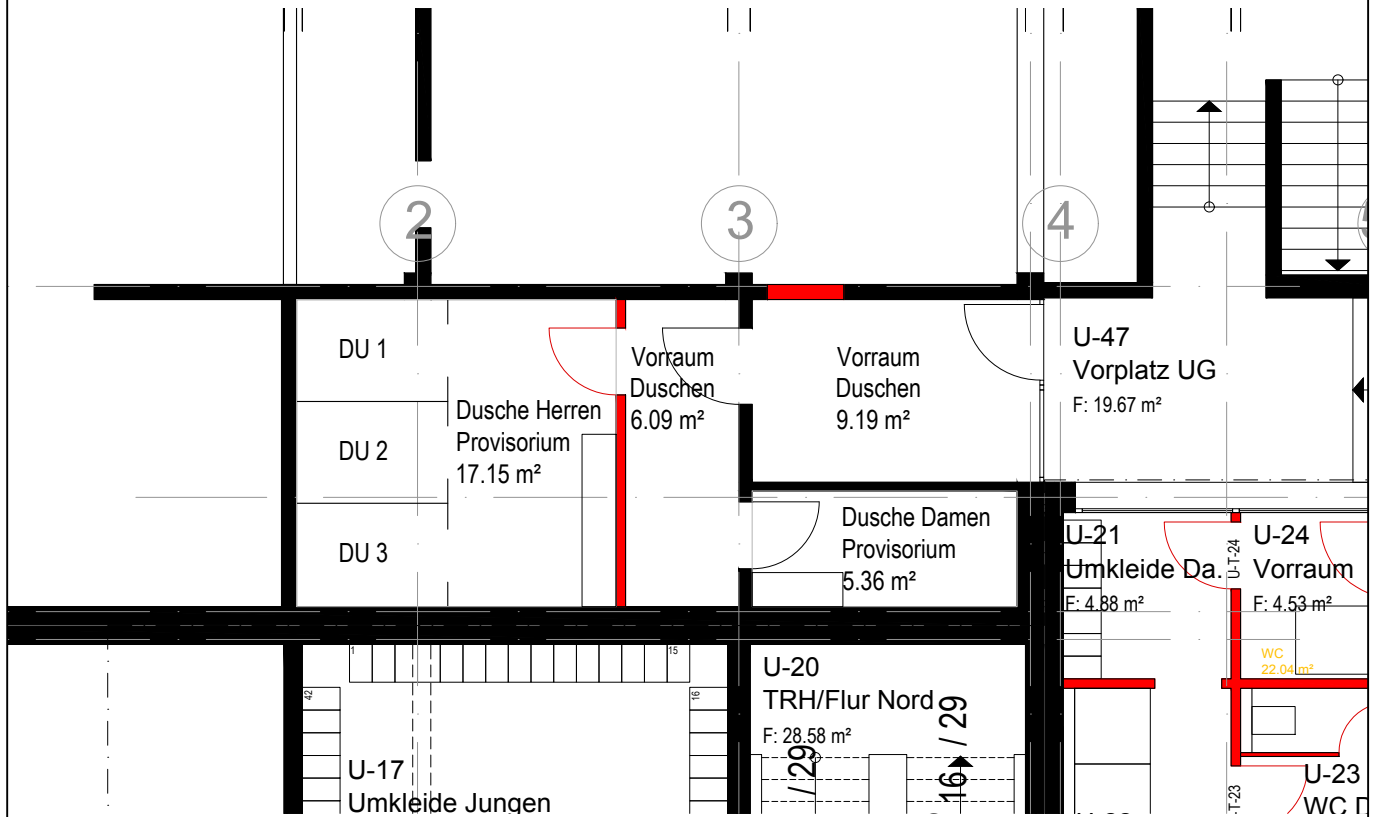 2
3
4
DU 1
DU 2
DU 3
Dusche Herren
Provisorium
17.15 m²
Vorraum
Duschen
6.09 m²
Vorraum
Duschen
9.19 m²
U-47
Vorplatz UG
F: 19.67 m²
Dusche Damen
Provisorium
5.36 m²
U-21
Umkleide Da.
F: 4.88 m²
U-T-24
U-24
Vorraum
F: 4.53 m²
WC
22.04 m²
1
15
42
16
U-17
Umkleide Jungen
U-20
TRH/Flur Nord
F: 28.58 m²
/ 29
16 / 29
U-23
WC D
T-23